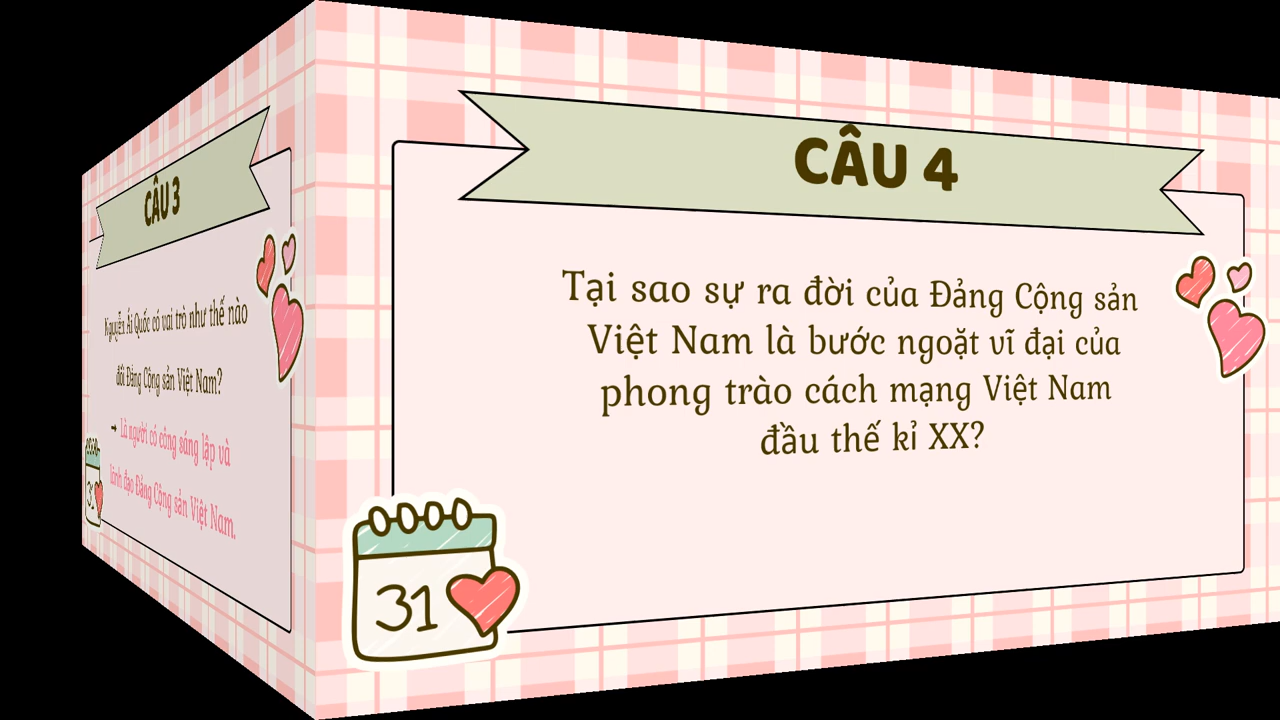 CÂU 3
Nguyễn Ái Quốc có vai trò như thế nào
đối Đảng Cộng sản Việt Nam?
→ Là người có công sáng lập và
lãnh đạo Đảng Cộng sản Việt Nam.
31
CÂU 4
Tại sao sự ra đời của Đảng Cộng sản
Việt Nam là bước ngoặt vĩ đại của
phong trào cách mạng Việt Nam
đầu thế kỉ XX?
31